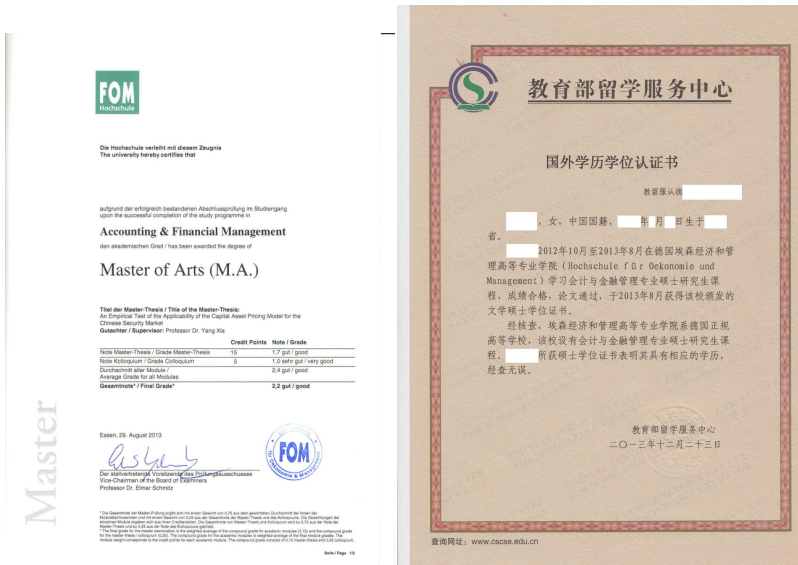 FOM
Hochschule
Die Hochschule verleiht mit diesem Zeugnis
The university hereby certifies that
aufgrund der erfolgreich bestandenen Abschlussprüfung im Studiengang
upon the successful completion of the study programme in
Accounting & Financial Management
den akademischen Grad / has been awarded the degree of
Master of Arts (M.A.)
Titel der Master-Thesis / Title of the Master-Thesis:
An Empirical Test of the Applicability of the Capital Asset Pricing Model for the
Chinese Security Market
Gutachter / Supervisor: Professor Dr. Yang Xia
Credit Points Note / Grade
Note Master-Thesis / Grade Master-Thesis 15 1,7 gut / good
Note Kolloquium / Grade Colloquium 5 1,0 sehr gut / very good
Durchschnitt aller Module /
Average Grade for all Modules 2,4 gut / good
Gesamtnote* / Final Grade* 2,2 gut / good
Master
Essen, 29. August 2013
FOM
für Oekonomie & Management
Der stellvertretende Vorsitzende des Prüfungsausschusses
Vice-Chairman of the Board of Examiners
Professor Dr. Elmar Schmitz
Seite / Page 1/3
教育部留学服务中心
国外学历学位认证书
教留服认德
，女，中国国籍， 年 月 日生于
省。
2012年10月至2013年8月在德国埃森经济和管
理高等专业学院（Hochschule für Oekonomie und
Management）学习会计与金融管理专业硕士研究生课
程，成绩合格，论文通过，于2013年8月获得该校颁发的
文学硕士学位证书。
经核查，埃森经济和管理高等专业学院系德国正规
高等学校，该校设有会计与金融管理专业硕士研究生课
程。 所获硕士学位证书表明其具有相应的学历，
经查无误。
教育部留学服务中心
二〇一三年十二月二十三日
查询网址：www.cscse.edu.cn